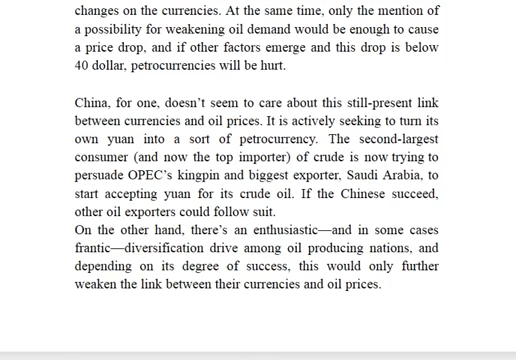 changes on the currencies. At the same time, only the mention of
a possibility for weakening oil demand would be enough to cause
a price drop, and if other factors emerge and this drop is below
40 dollar, petrocurrencies will be hurt.
China, for one, doesn’t seem to care about this still-present link
between currencies and oil prices. It is actively seeking to turn its
own yuan into a sort of petrocurrency. The second-largest
consumer (and now the top importer) of crude is now trying to
persuade OPEC’s kingpin and biggest exporter, Saudi Arabia, to
start accepting yuan for its crude oil. If the Chinese succeed,
other oil exporters could follow suit.
On the other hand, there’s an enthusiastic—and in some cases
frantic—diversification drive among oil producing nations, and
depending on its degree of success, this would only further
weaken the link between their currencies and oil prices.